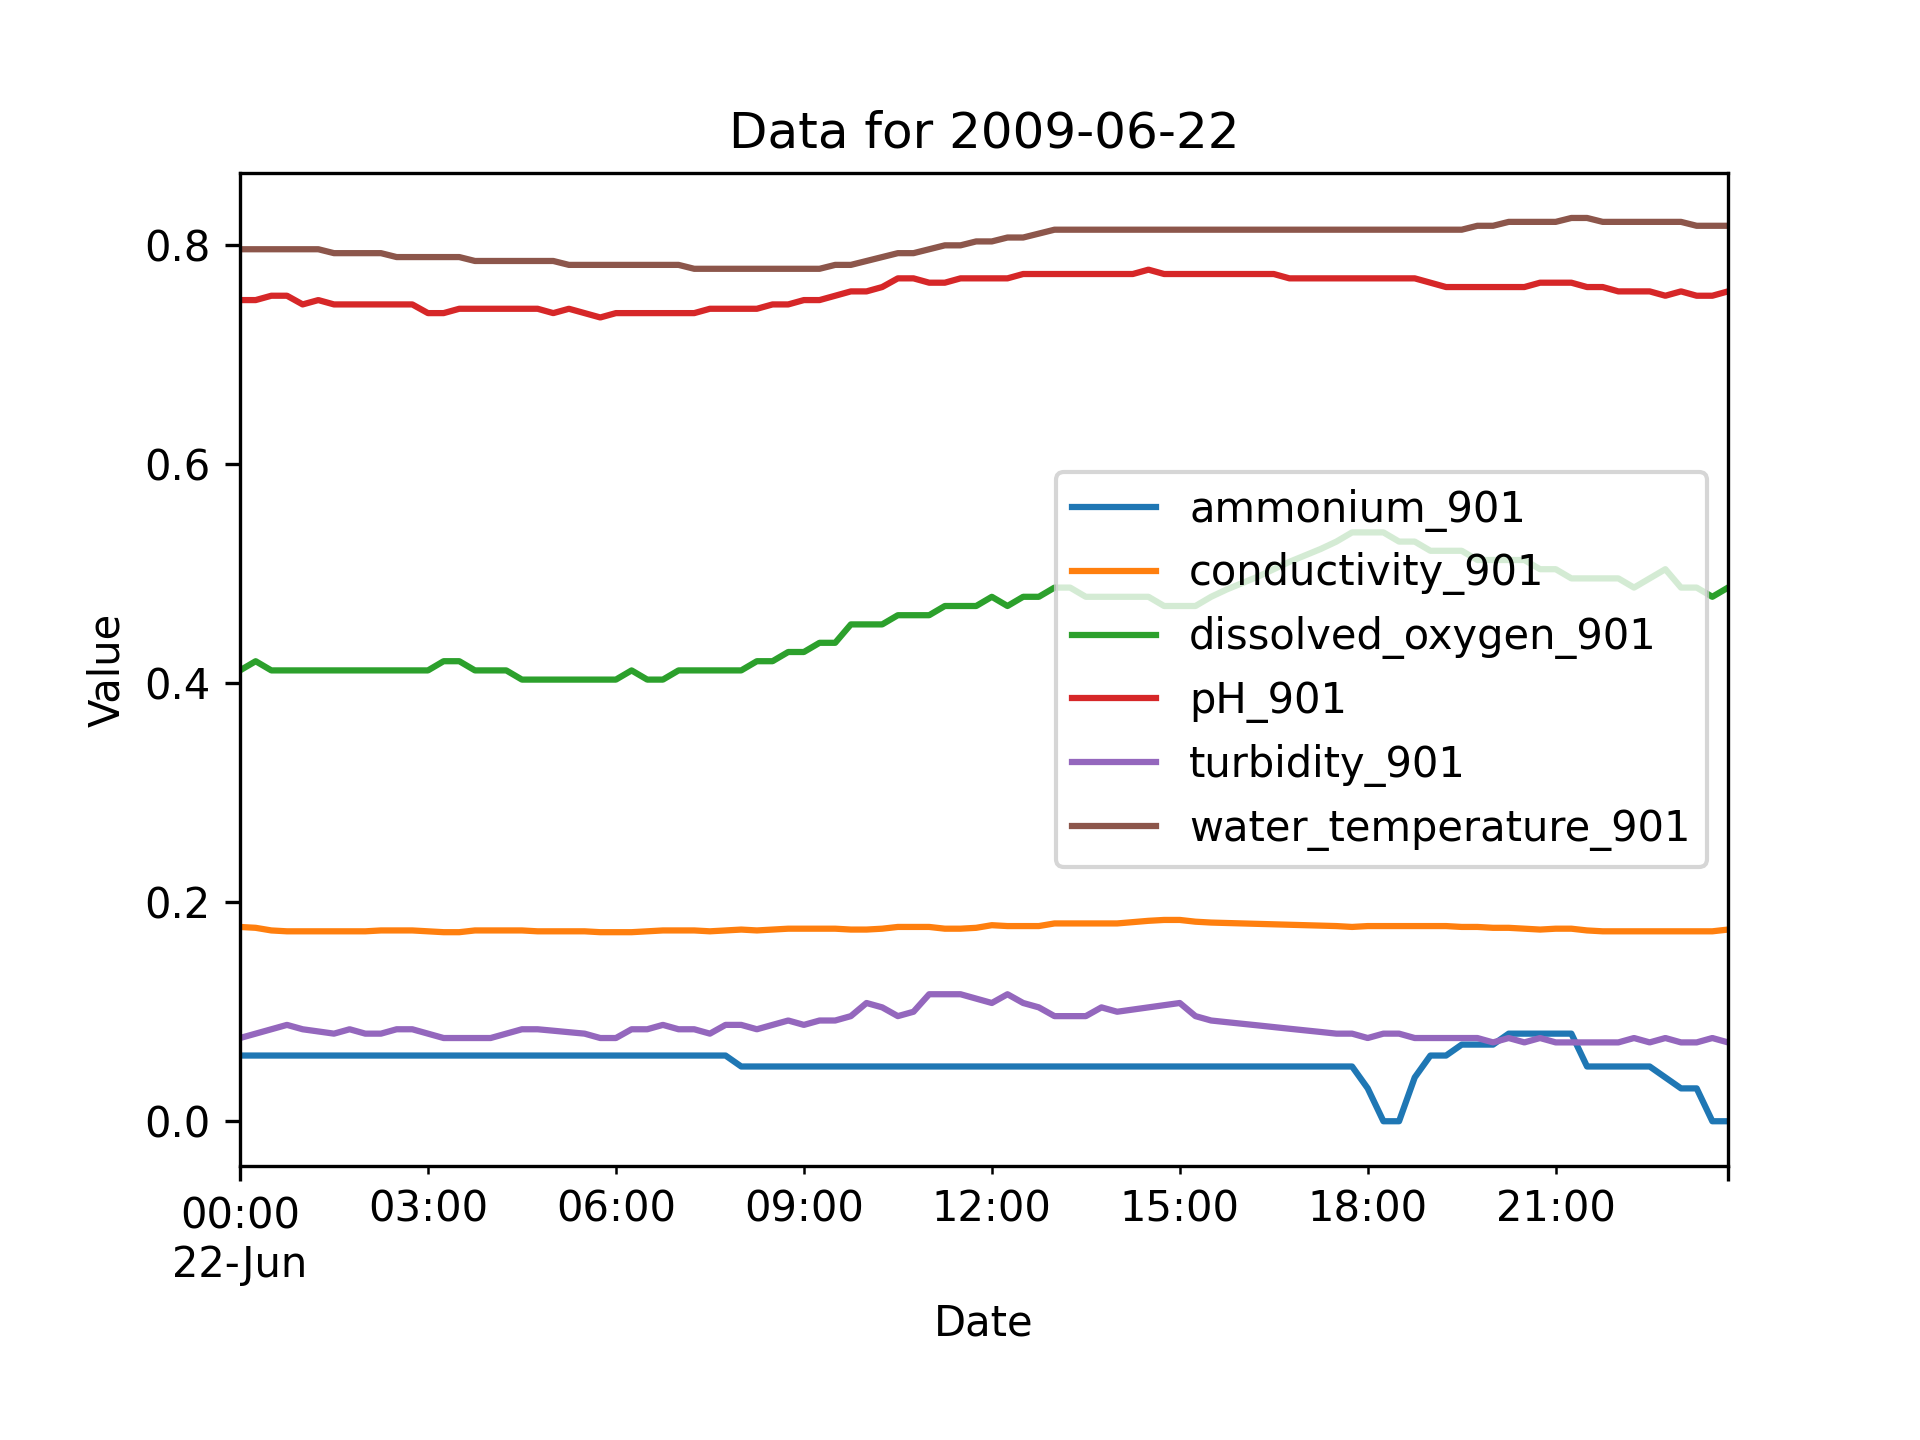 Data for 2009-06-22
0.8
0.6
0.4
0.2
0.0
Value
ammonium_901
conductivity_901
dissolved_oxygen_901
pH_901
turbidity_901
water_temperature_901
00:00 03:00 06:00 09:00 12:00 15:00 18:00 21:00
22-Jun
Date